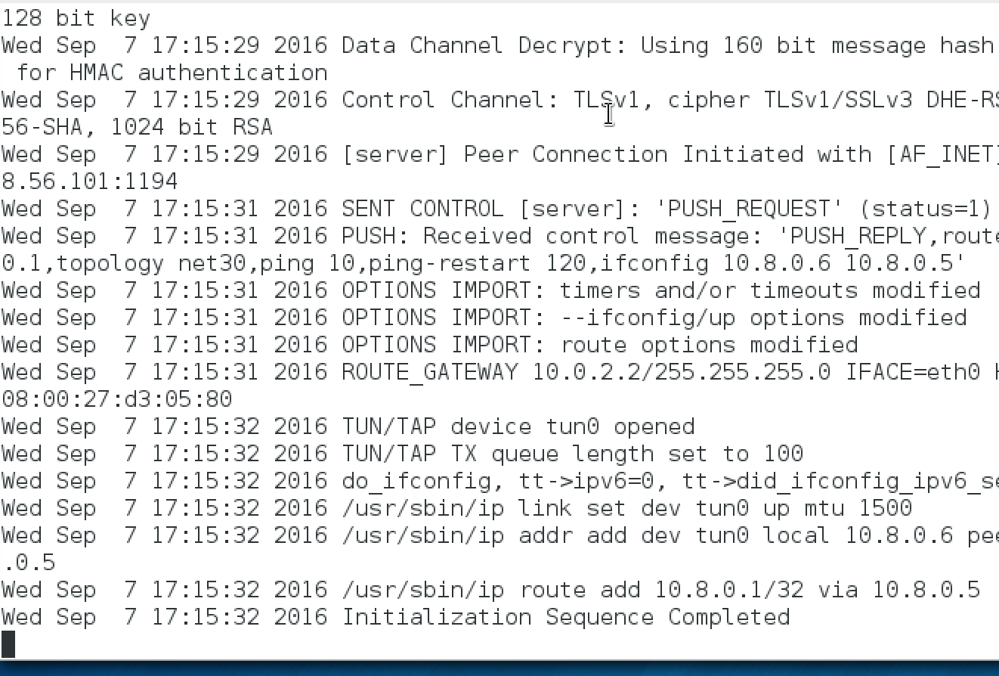 128 bit key
Wed Sep  7 17:15:29 2016 Data Channel Decrypt: Using 160 bit message hash
 for HMAC authentication
Wed Sep  7 17:15:29 2016 Control Channel: TLSv1, cipher TLSv1/SSLv3 DHE-RS
56-SHA, 1024 bit RSA
Wed Sep  7 17:15:29 2016 [server] Peer Connection Initiated with [AF_INET]
8.56.101:1194
Wed Sep  7 17:15:31 2016 SENT CONTROL [server]: 'PUSH_REQUEST' (status=1)
Wed Sep  7 17:15:31 2016 PUSH: Received control message: 'PUSH_REPLY,route
0.1,topology net30,ping 10,ping-restart 120,ifconfig 10.8.0.6 10.8.0.5'
Wed Sep  7 17:15:31 2016 OPTIONS IMPORT: timers and/or timeouts modified
Wed Sep  7 17:15:31 2016 OPTIONS IMPORT: --ifconfig/up options modified
Wed Sep  7 17:15:31 2016 OPTIONS IMPORT: route options modified
Wed Sep  7 17:15:31 2016 ROUTE_GATEWAY 10.0.2.2/255.255.255.0 IFACE=eth0 H
08:00:27:d3:05:80
Wed Sep  7 17:15:32 2016 TUN/TAP device tun0 opened
Wed Sep  7 17:15:32 2016 TUN/TAP TX queue length set to 100
Wed Sep  7 17:15:32 2016 do_ifconfig, tt->ipv6=0, tt->did_ifconfig_ipv6_se
Wed Sep  7 17:15:32 2016 /usr/sbin/ip link set dev tun0 up mtu 1500
Wed Sep  7 17:15:32 2016 /usr/sbin/ip addr add dev tun0 local 10.8.0.6 pee
.0.5
Wed Sep  7 17:15:32 2016 /usr/sbin/ip route add 10.8.0.1/32 via 10.8.0.5
Wed Sep  7 17:15:32 2016 Initialization Sequence Completed